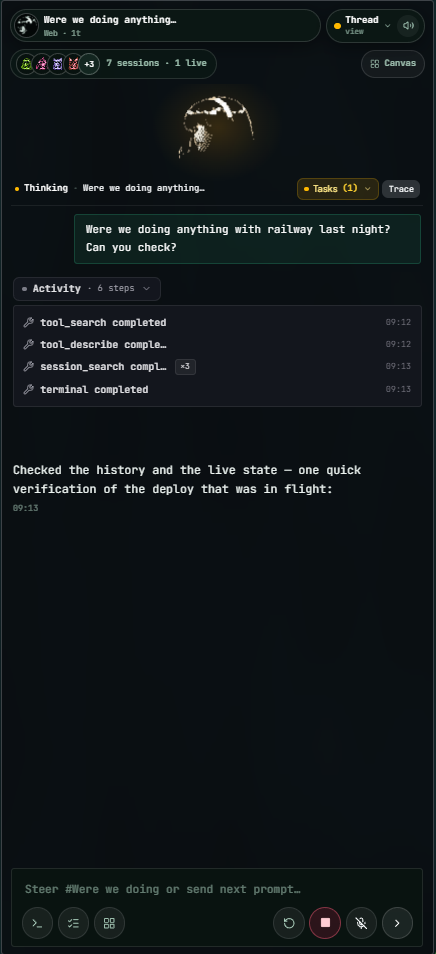 Were we doing anything…
Web · 1t
Thread
view
+3
7 sessions · 1 live
Canvas
Thinking · Were we doing anything…
Tasks (1)
Trace
Were we doing anything with railway last night?
Can you check?
Activity · 6 steps
tool_search completed 09:12
tool_describe comple… 09:12
session_search compl… ×3 09:13
terminal completed 09:13
Checked the history and the live state — one quick
verification of the deploy that was in flight:
09:13
Steer #Were we doing or send next prompt…